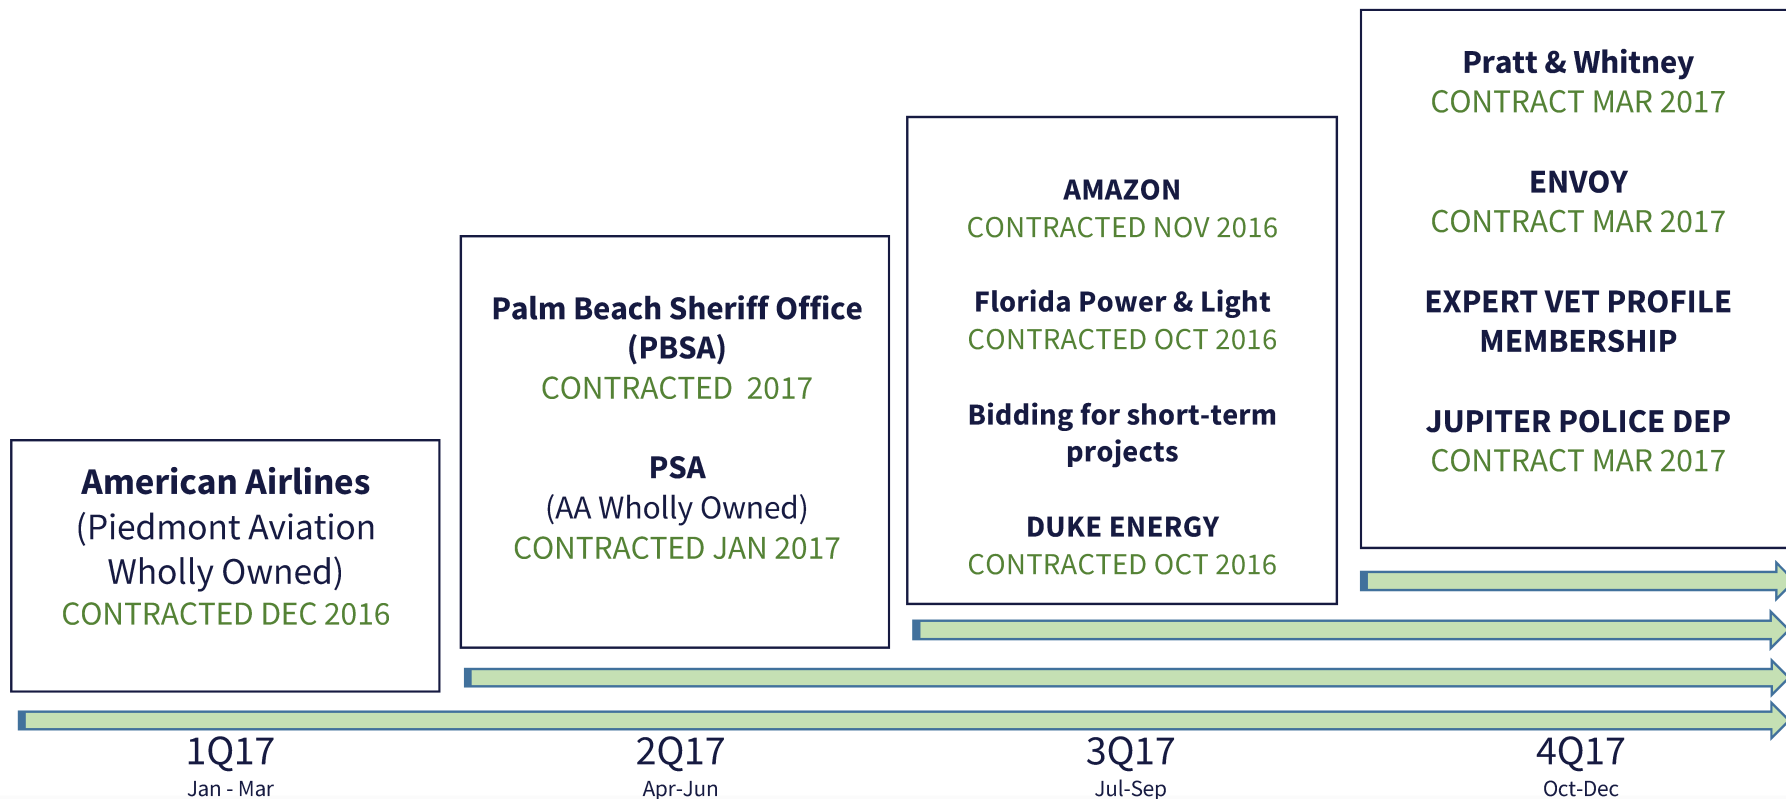 American Airlines
(Piedmont Aviation
Wholly Owned)
CONTRACTED DEC 2016
Palm Beach Sheriff Office
(PBSA)
CONTRACTED 2017
PSA
(AA Wholly Owned)
CONTRACTED JAN 2017
AMAZON
CONTRACTED NOV 2016
Florida Power & Light
CONTRACTED OCT 2016
Bidding for short-term
projects
DUKE ENERGY
CONTRACTED OCT 2016
Pratt & Whitney
CONTRACT MAR 2017
ENVOY
CONTRACT MAR 2017
EXPERT VET PROFILE
MEMBERSHIP
JUPITER POLICE DEP
CONTRACT MAR 2017
1Q17
Jan - Mar
2Q17
Apr-Jun
3Q17
Jul-Sep
4Q17
Oct-Dec